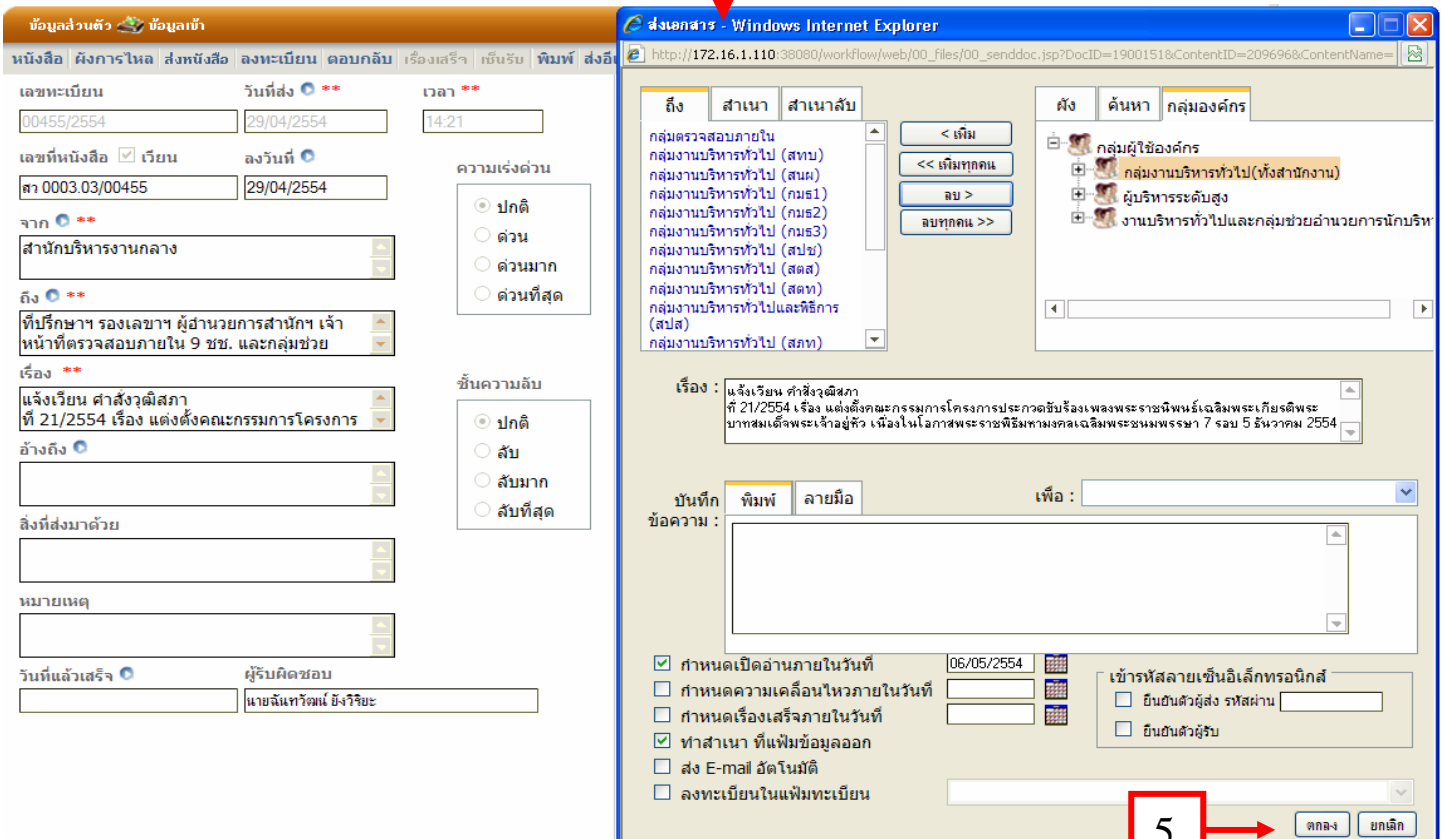 ข้อมูลส่วนตัว ข้อมูลเข้า
หนังสือ ผังการไหล ส่งหนังสือ ลงทะเบียน ตอบกลับ เรื่องเสร็จ เซ็นรับ พิมพ์
เลขทะเบียน วันที่ส่ง ** เวลา **
00455/2554 29/04/2554 14:21
เลขที่หนังสือ เวียน ลงวันที่
สว 0003.03/00455 29/04/2554
จาก **
สำนักบริหารงานกลาง
ถึง **
ที่ปรึกษาฯ รองเลขาฯ ผู้อำนวยการสำนักฯ เจ้า
หน้าที่ตรวจสอบภายใน 9 ชช. และกลุ่มช่วย
เรื่อง **
แจ้งเวียน คำสั่งวุฒิสภา
ที่ 21/2554 เรื่อง แต่งตั้งคณะกรรมการโครงการ
อ้างถึง
สิ่งที่ส่งมาด้วย
หมายเหตุ
วันที่แล้วเสร็จ ผู้รับผิดชอบ
นายฉันทวัฒน์ ยังวิริยะ
ความเร่งด่วน
ปกติ
ด่วน
ด่วนมาก
ด่วนที่สุด
ชั้นความลับ
ปกติ
ลับ
ลับมาก
ลับที่สุด
ส่งเอกสาร - Windows Internet Explorer
http://172.16.1.110:38080/workflow/web/00_files/00_senddoc.jsp?DocID=1900151&ContentID=209696&ContentName=
ถึง สำเนา สำเนาลับ
กลุ่มตรวจสอบภายใน
กลุ่มงานบริหารทั่วไป (สทบ)
กลุ่มงานบริหารทั่วไป (สนผ)
กลุ่มงานบริหารทั่วไป (กมธ1)
กลุ่มงานบริหารทั่วไป (กมธ2)
กลุ่มงานบริหารทั่วไป (กมธ3)
กลุ่มงานบริหารทั่วไป (สปช)
กลุ่มงานบริหารทั่วไป (สตส)
กลุ่มงานบริหารทั่วไป (สตท)
กลุ่มงานบริหารทั่วไปและพิธีการ
(สปส)
กลุ่มงานบริหารทั่วไป (สภท)
< เพิ่ม
<< เพิ่มทุกคน
ลบ >
ลบทุกคน >>
ผัง ค้นหา กลุ่มองค์กร
กลุ่มผู้ใช้องค์กร
กลุ่มงานบริหารทั่วไป(ทั้งสำนักงาน)
ผู้บริหารระดับสูง
งานบริหารทั่วไปและกลุ่มช่วยอำนวยการนักบริห
เรื่อง :
แจ้งเวียน คำสั่งวุฒิสภา
ที่ 21/2554 เรื่อง แต่งตั้งคณะกรรมการโครงการประกวดขับร้องเพลงพระราชนิพนธ์เฉลิมพระเกียรติพระ
บาทสมเด็จพระเจ้าอยู่หัว เนื่องในโอกาสพระราชพิธีมหามงคลเฉลิมพระชนมพรรษา 7 รอบ 5 ธันวาคม 2554
บันทึก พิมพ์ ลายมือ เพื่อ :
ข้อความ :
กำหนดเปิดอ่านภายในวันที่ 06/05/2554
กำหนดความเคลื่อนไหวภายในวันที่
กำหนดเรื่องเสร็จภายในวันที่
ทำสำเนา ที่แฟ้มข้อมูลออก
ส่ง E-mail อัตโนมัติ
ลงทะเบียนในแฟ้มทะเบียน
เข้ารหัสลายเซ็นอิเล็กทรอนิกส์
ยืนยันตัวผู้ส่ง รหัสผ่าน
ยืนยันตัวผู้รับ
5
ตกลง ยกเลิก